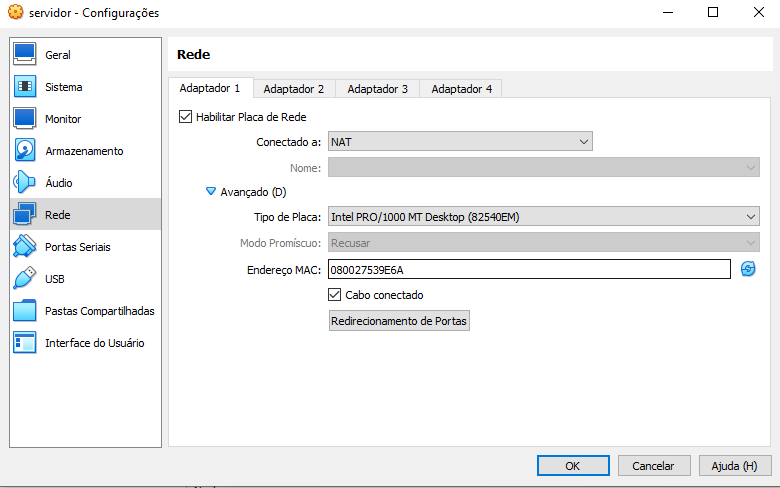 servidor - Configurações
Geral
Sistema
Monitor
Armazenamento
Áudio
Rede
Portas Seriais
USB
Pastas Compartilhadas
Interface do Usuário
Rede
Adaptador 1 Adaptador 2 Adaptador 3 Adaptador 4
Habilitar Placa de Rede
Conectado a: NAT
Nome:
Avançado (D)
Tipo de Placa: Intel PRO/1000 MT Desktop (82540EM)
Modo Promíscuo: Recusar
Endereço MAC: 080027539E6A
Cabo conectado
Redirecionamento de Portas
OK Cancelar Ajuda (H)